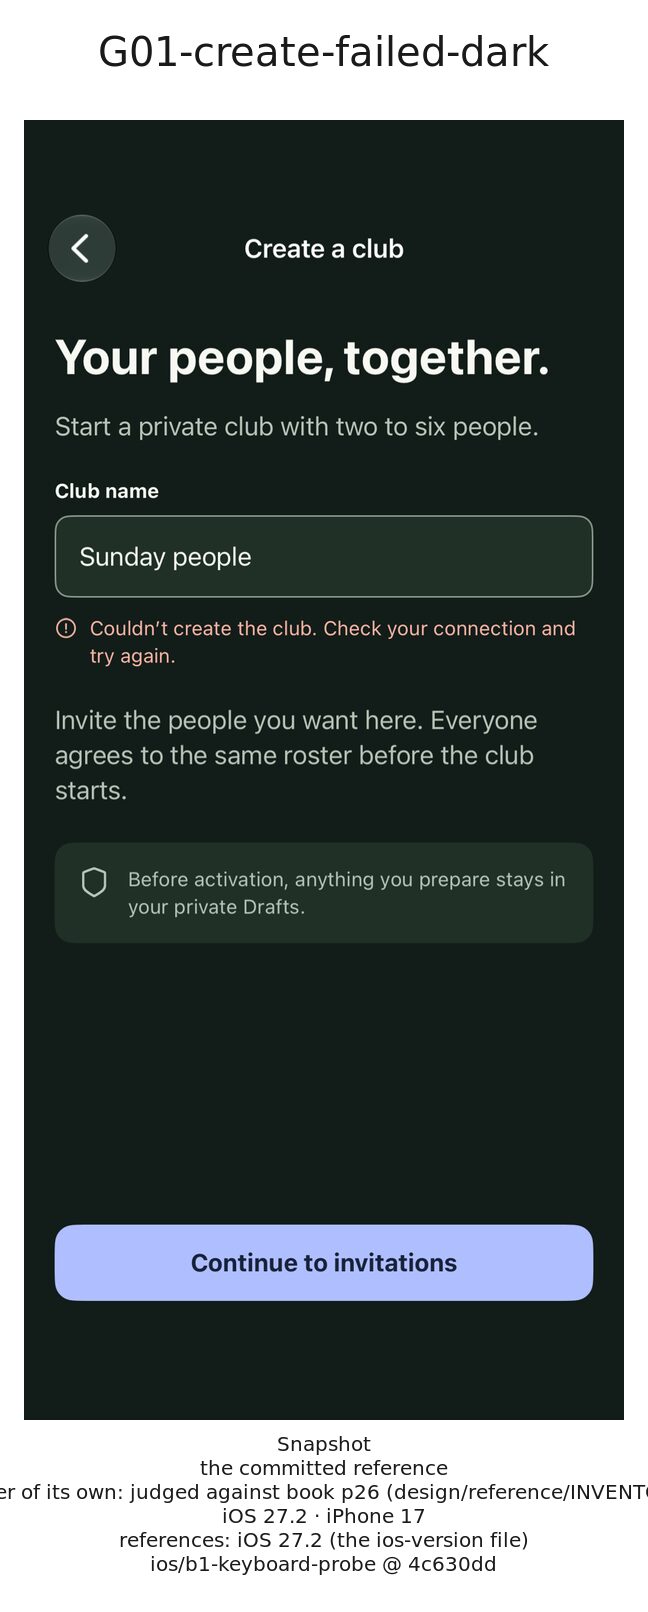 G01-create-failed-dark
Create a club
Your people, together.
Start a private club with two to six people.
Club name
Sunday people
Couldn’t create the club. Check your connection and
try again.
Invite the people you want here. Everyone
agrees to the same roster before the club
starts.
Before activation, anything you prepare stays in
your private Drafts.
Continue to invitations
Snapshot
the committed reference
of its own: judged against book p26 (design/reference/
iOS 27.2 · iPhone 17
references: iOS 27.2 (the ios-version file)
ios/b1-keyboard-probe @ 4c630dd